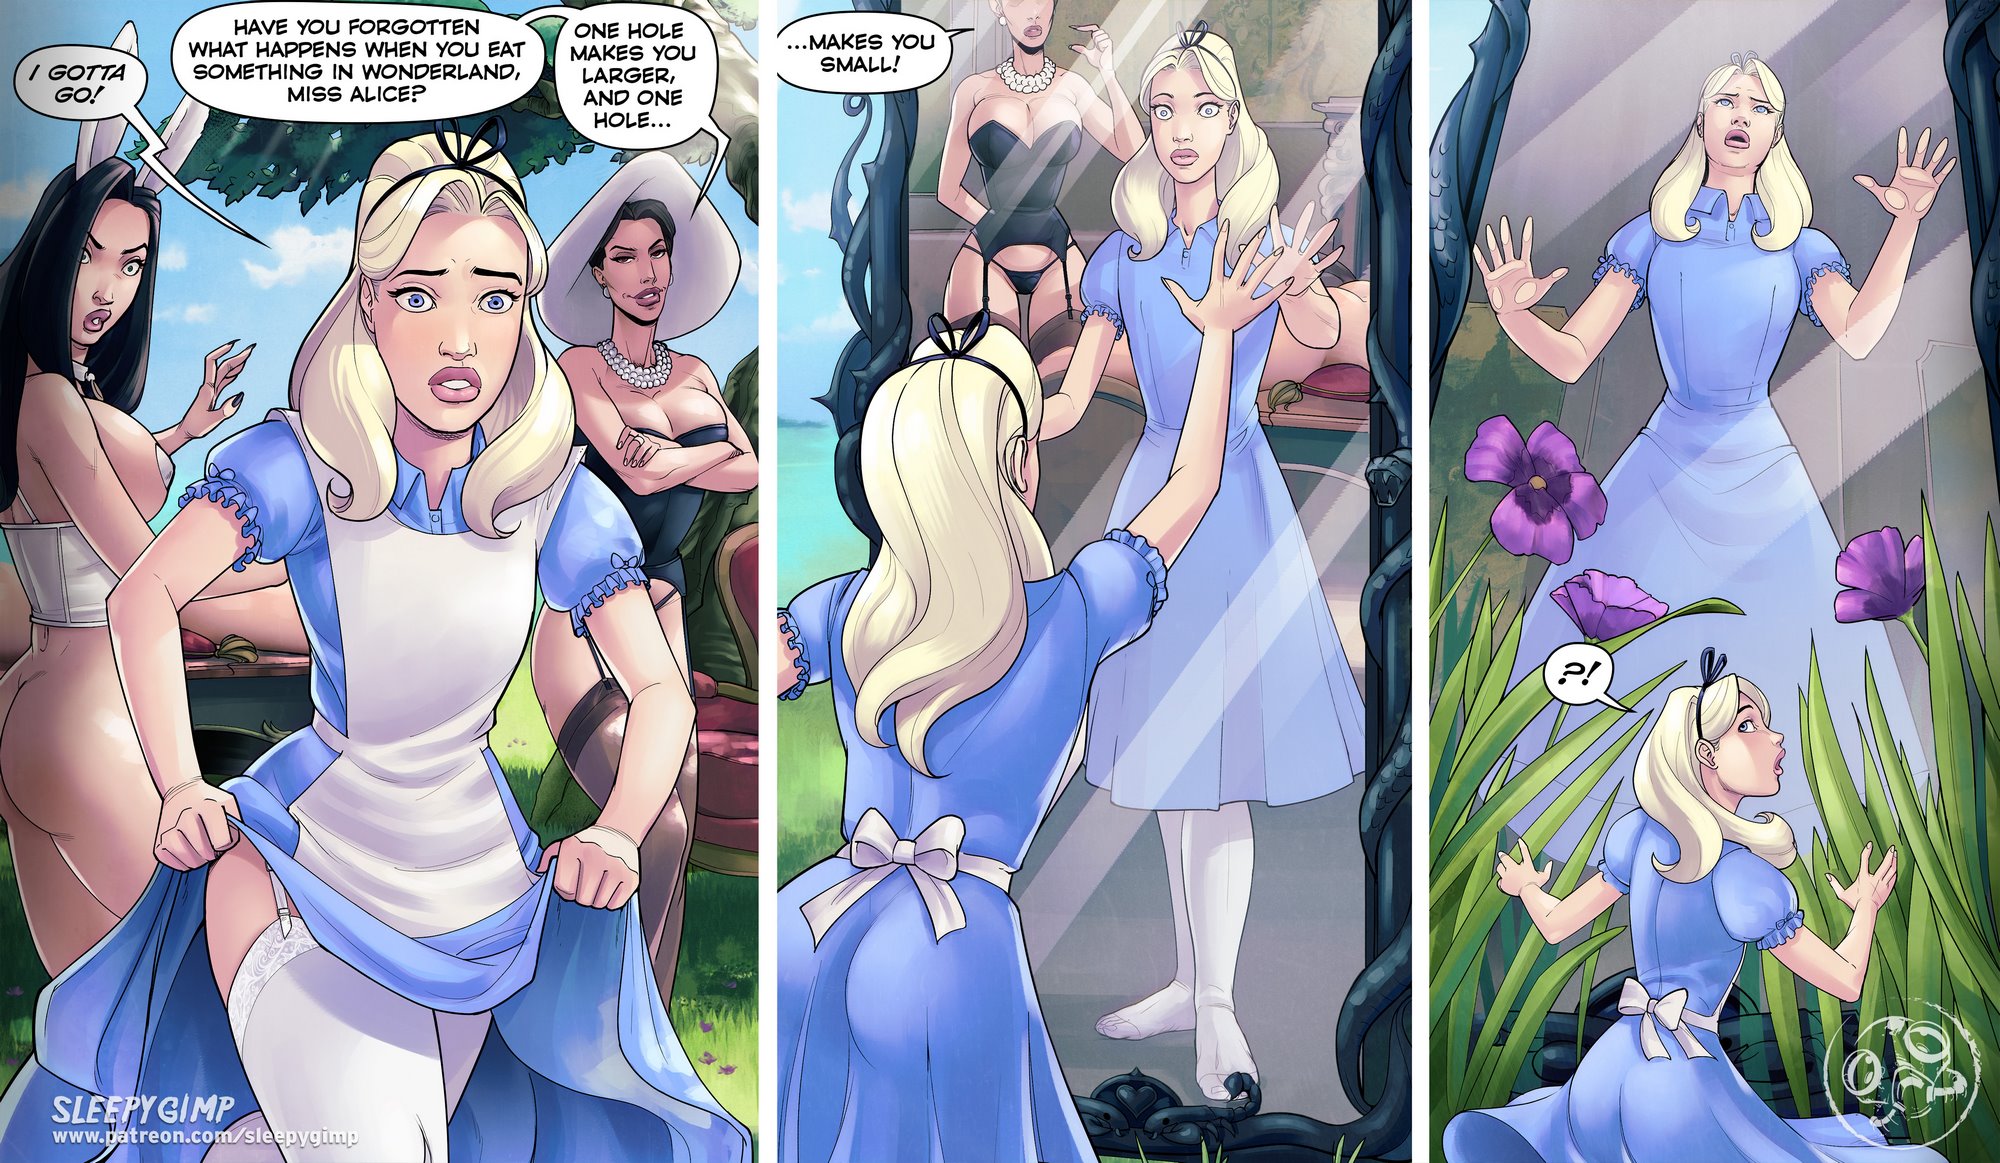 I GOTTA
GO!
HAVE YOU FORGOTTEN
WHAT HAPPENS WHEN YOU EAT
SOMETHING IN WONDERLAND,
MISS ALICE?
ONE HOLE
MAKES YOU
LARGER,
AND ONE
HOLE...
...MAKES YOU
SMALL!
?!
SLEEPYGIMP
www.patreon.com/sleepygimp